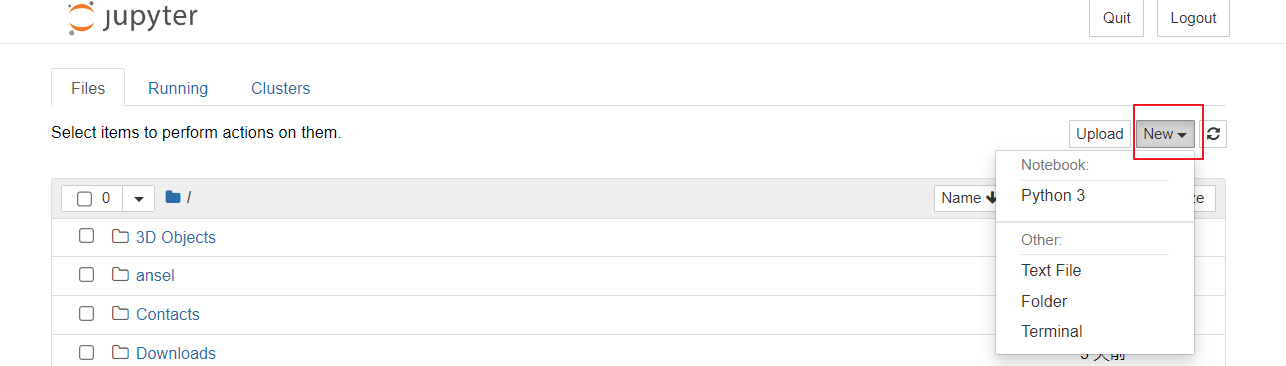 jupyter
Quit
Logout
Files
Running
Clusters
Select items to perform actions on them.
Upload
New
0
/
Name
Notebook:
Python 3
Other:
Text File
Folder
Terminal
3D Objects
ansel
Contacts
Downloads